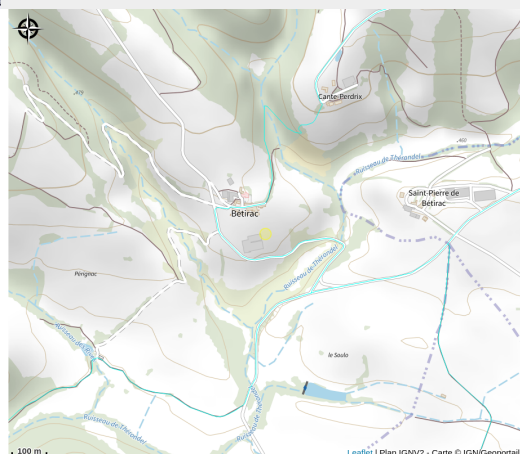 Cante-Perdrix
Ruisseau de Thérondel
Saint-Pierre de
Bétirac
Bétirac
Pérignac
Ruisseau de Thérondel
le Saula
Ruisseau de Thérondel
100 m
Leaflet | Plan IGNV2 - Carte © IGN/Geoportail